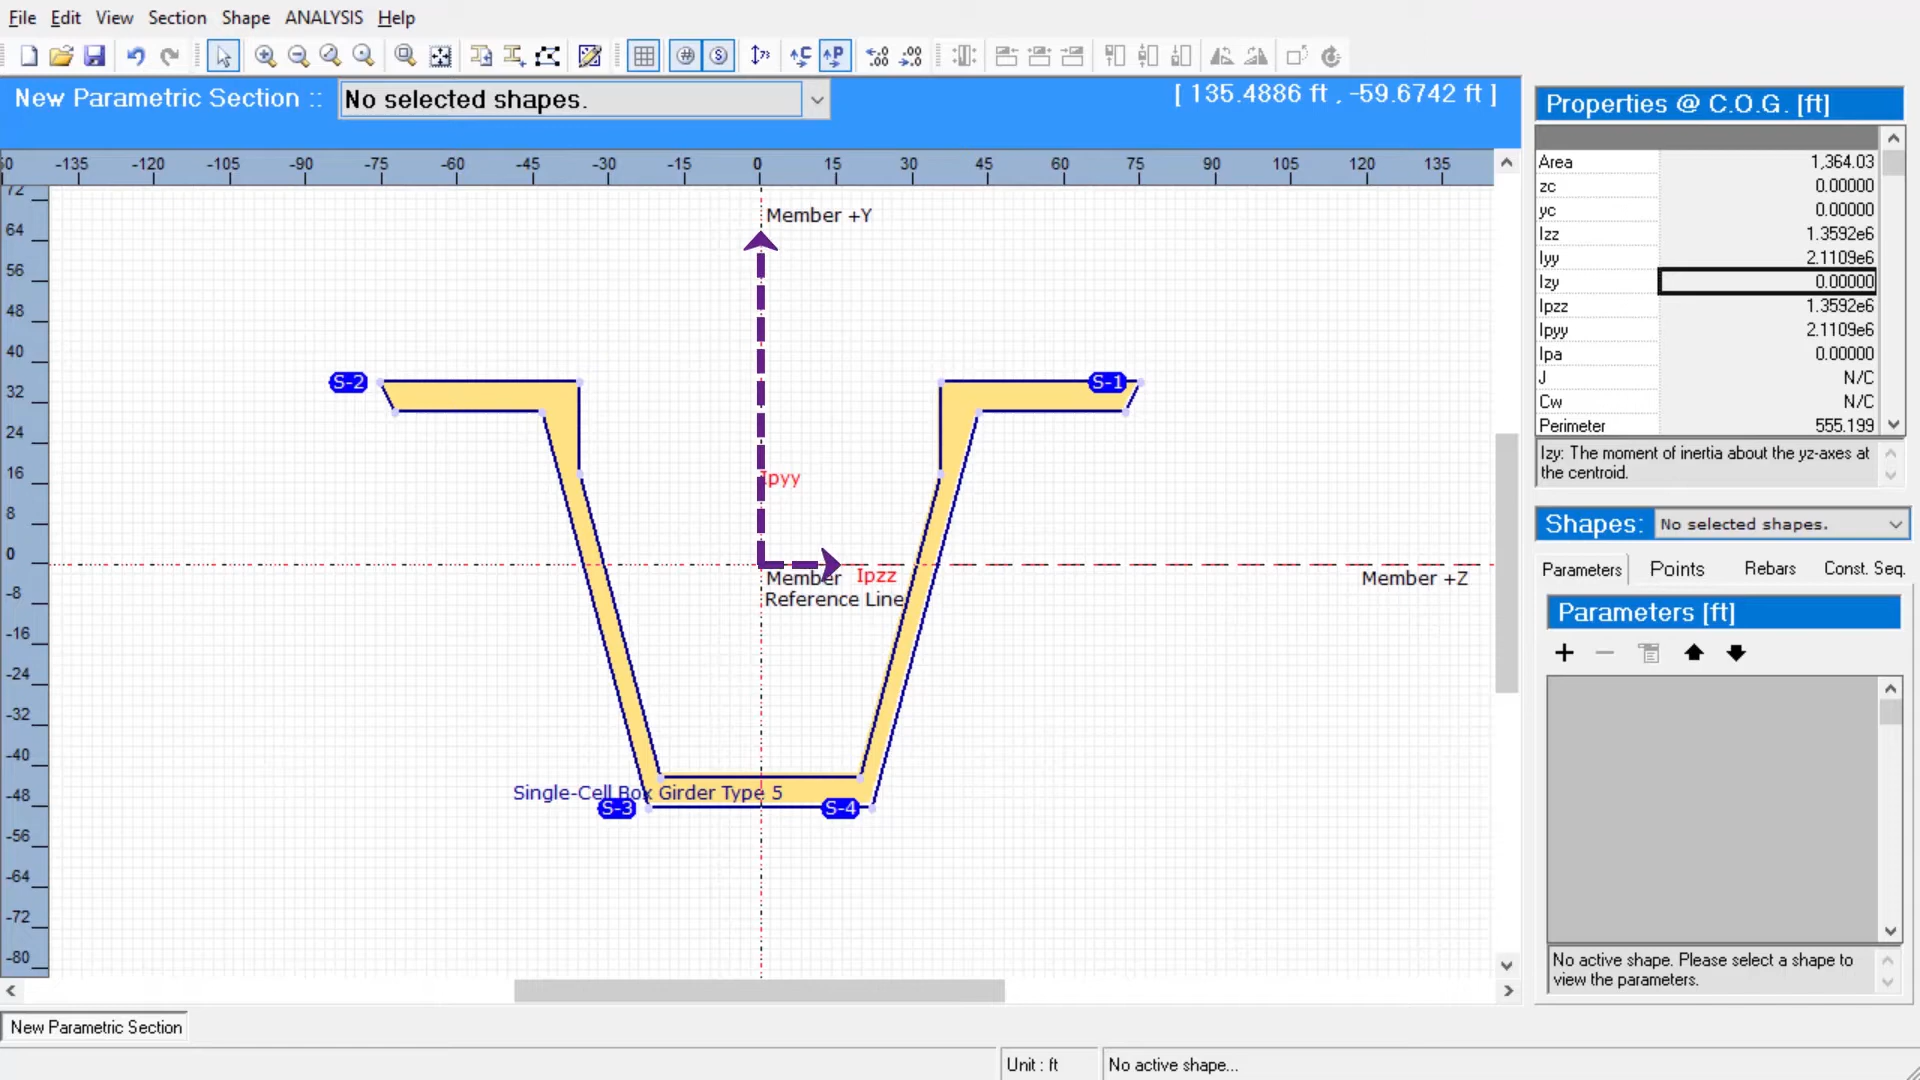 File Edit View Section Shape ANALYSIS Help
New Parametric Section :: No selected shapes. [ 135.4886 ft , -59.6742 ft ]
-135 -120 -105 -90 -75 -60 -45 -30 -15 0 15 30 45 60 75 90 105 120 135
72
64
56
48
40
32
24
16
8
0
-8
-16
-24
-32
-40
-48
-56
-64
-72
-80
Member +Y
S-2
S-1
Ipyy
Ipzz
Member
Reference Line
Member +Z
Single-Cell Box Girder Type 5
S-3
S-4
Properties @ C.O.G. [ft]
Area 1,364.03
zc 0.00000
yc 0.00000
Izz 1.3592e6
Iyy 2.1109e6
Izy 0.00000
Ipzz 1.3592e6
Ipyy 2.1109e6
Ipa 0.00000
J N/C
Cw N/C
Perimeter 555.199
Izy: The moment of inertia about the yz-axes at
the centroid.
Shapes: No selected shapes.
Parameters Points Rebars Const. Seq.
Parameters [ft]
No active shape. Please select a shape to
view the parameters.
New Parametric Section
Unit : ft No active shape...